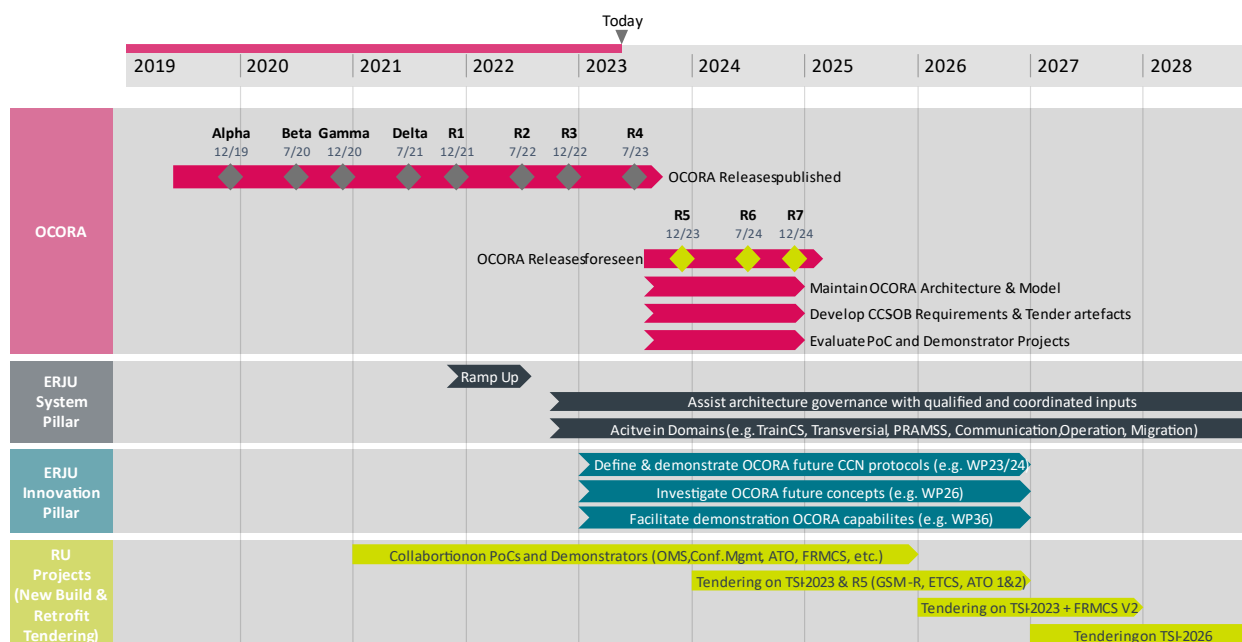 Today
2019 2020 2021 2022 2023 2024 2025 2026 2027 2028
OCORA
Alpha Beta Gamma Delta R1 R2 R3 R4
12/19 7/20 12/20 7/21 12/21 7/22 12/22 7/23
OCORA Releasespublished
R5 R6 R7
12/23 7/24 12/24
OCORA Releasesforeseen
Maintain OCORA Architecture & Model
Develop CCSOB Requirements & Tender artefacts
Evaluate PoC and Demonstrator Projects
ERJU
System
Pillar
Ramp Up
Assist architecture governance with qualified and coordinated inputs
Acitve in Domains (e.g. TrainCS, Transversial, PRAMSS, Communication,Operation, Migration)
ERJU
Innovation
Pillar
Define & demonstrate OCORA future CCN protocols (e.g. WP23/24)
Investigate OCORA future concepts (e.g. WP26)
Facilitate demonstration OCORA capabilites (e.g. WP36)
RU
Projects
(New Build &
Retrofit
Tendering)
Collabortionon PoCs and Demonstrators (OMS,Conf.Mgmt, ATO, FRMCS, etc.)
Tendering on TSI-2023 & R5 (GSM-R, ETCS, ATO 1&2)
Tendering on TSI-2023 + FRMCS V2
Tendering on TSI-2026